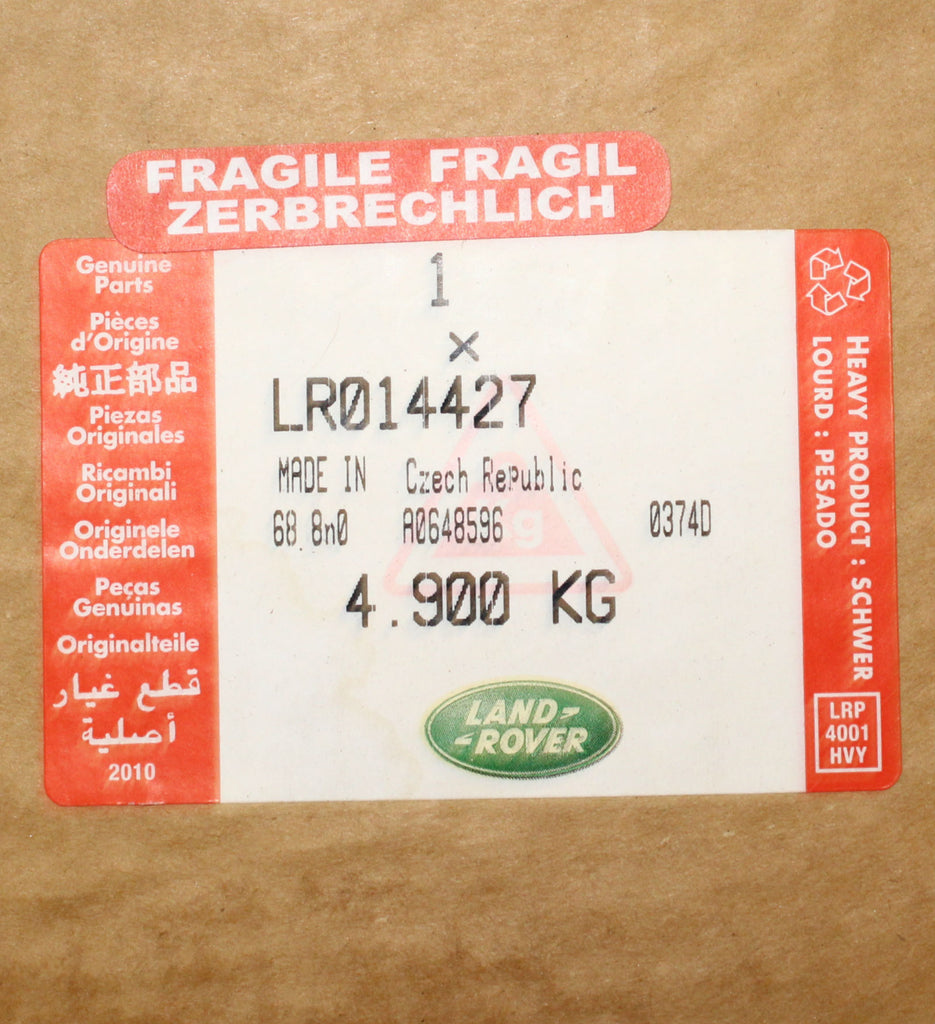 FRAGILE FRAGIL
ZERBRECHLICH
Genuine
Parts
Pièces
d'Origine
純正部品
Piezas
Originales
Ricambi
Originali
Originele
Onderdelen
Peças
Genuinas
Originalteile
قطع غيار
أصلية
2010
1
×
LR014427
MADE IN Czech Republic
68.8n0 A0648596 0374D
4.900 KG
LAND-
-ROVER
HEAVY PRODUCT : SCHWER
LOURD : PESADO
LRP
4001
HVY